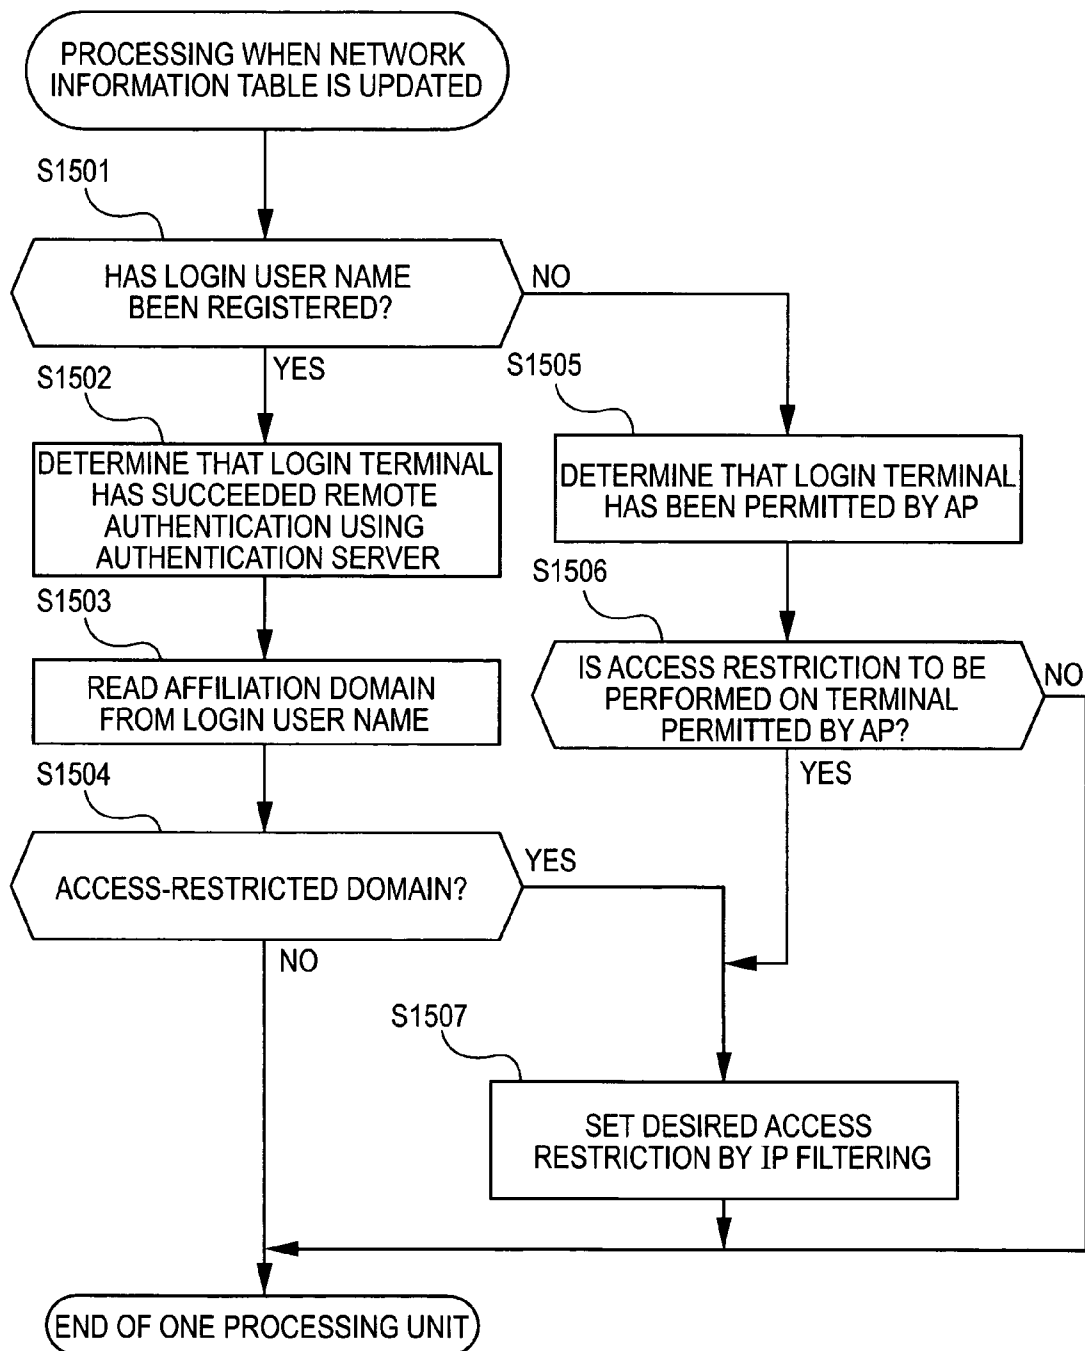 PROCESSING WHEN NETWORK
INFORMATION TABLE IS UPDATED
S1501
HAS LOGIN USER NAME
BEEN REGISTERED?
NO
YES
S1502
DETERMINE THAT LOGIN TERMINAL
HAS SUCCEEDED REMOTE
AUTHENTICATION USING
AUTHENTICATION SERVER
S1505
DETERMINE THAT LOGIN TERMINAL
HAS BEEN PERMITTED BY AP
S1503
READ AFFILIATION DOMAIN
FROM LOGIN USER NAME
S1506
IS ACCESS RESTRICTION TO BE
PERFORMED ON TERMINAL
PERMITTED BY AP?
NO
YES
S1504
ACCESS-RESTRICTED DOMAIN?
YES
NO
S1507
SET DESIRED ACCESS
RESTRICTION BY IP FILTERING
END OF ONE PROCESSING UNIT